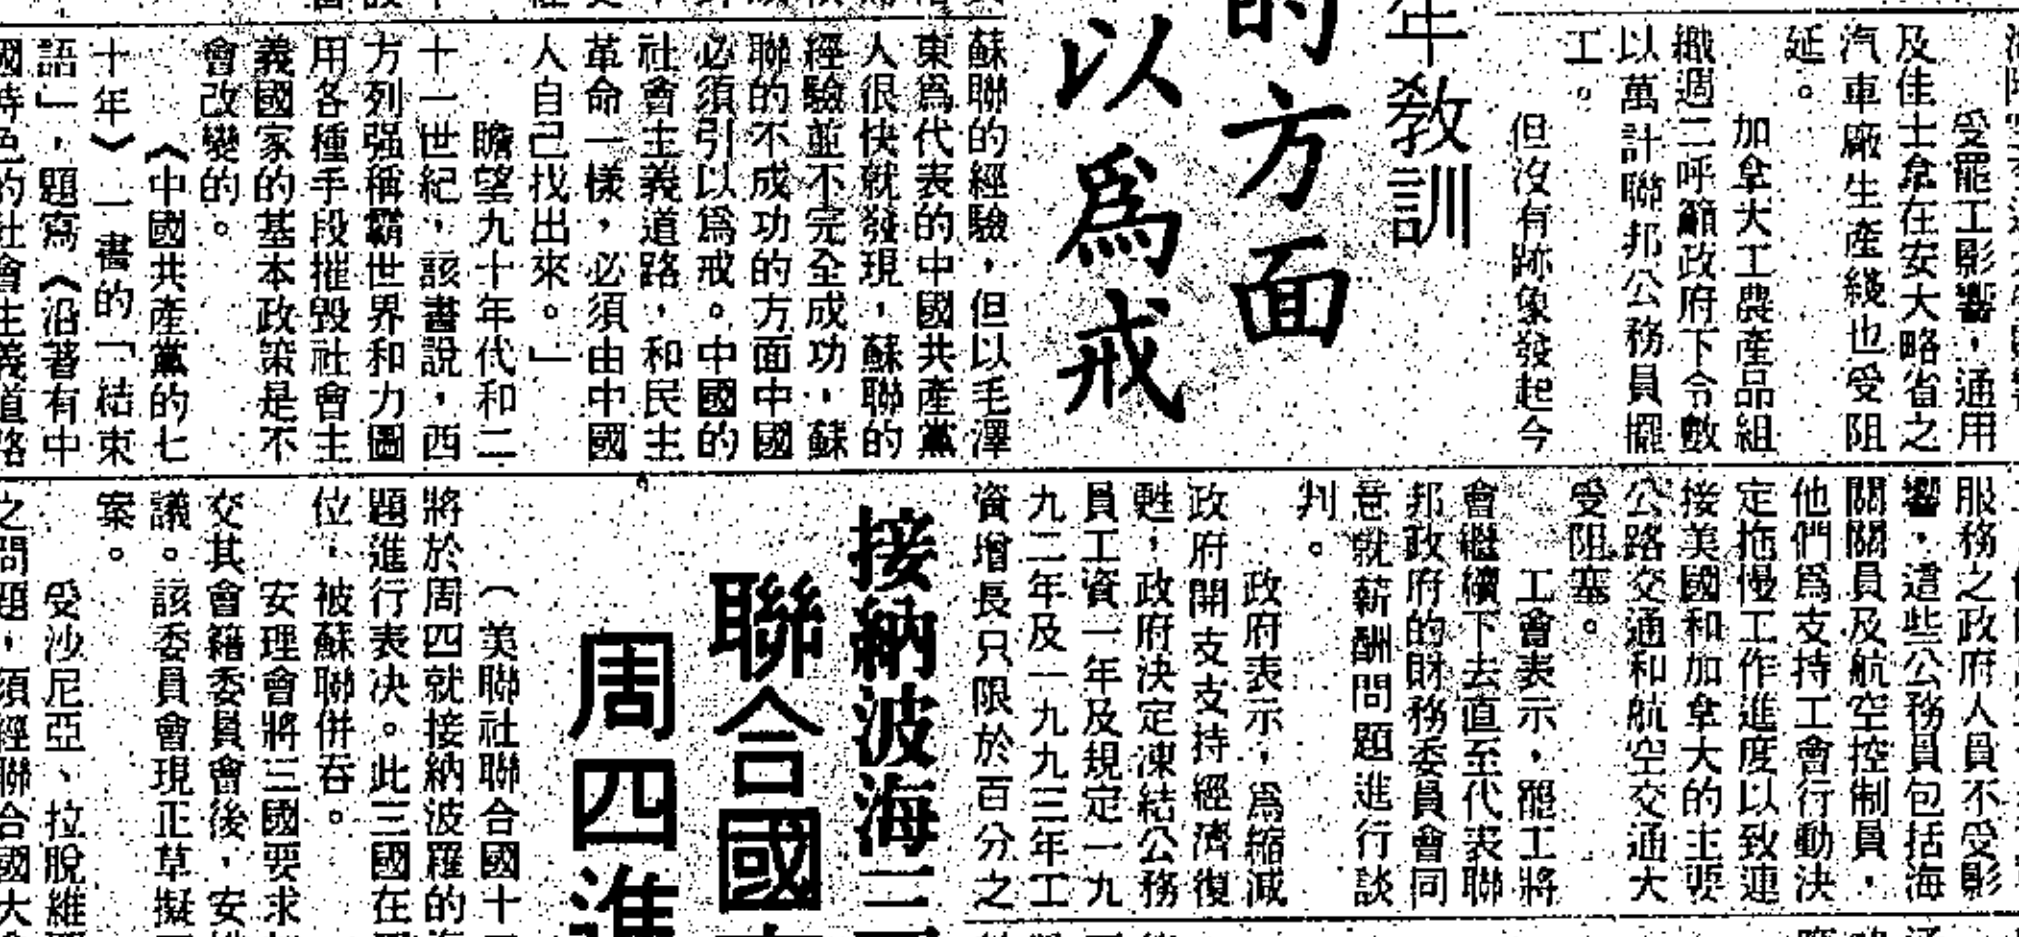 受罷工影響，通用
及佳士拿在安大略省之
汽車廠生產綫也受阻
延。
加拿大工農產品組
織週二呼籲政府下令數
以萬計聯邦公務員擺
工。
但沒有跡象發起今
年教訓
的方面
以爲戒
蘇聯的經驗，但以毛澤
東爲代表的中國共產黨
人很快就發現，蘇聯的
經驗並不完全成功，蘇
聯的不成功的方面中國
必須引以爲戒。中國的
社會主義道路，和民主
革命一樣，必須由中國
人自己找出來。」
瞻望九十年代和二
十一世紀，該書說，西
方列强稱霸世界和力圖
用各種手段摧毀社會主
義國家的基本政策是不
會改變的。
《中國共產黨的七
十年》一書的「結束
語」，題寫《沿著有中
國特色的社會主義道路
服務之政府人員不受影
響，這些公務員包括海
關關員及航空控制員，
他們爲支持工會行動決
定拖慢工作進度以致連
接美國和加拿大的主要
公路交通和航空交通大
受阻塞。
工會表示，罷工將
會繼續下去直至代表聯
邦政府的財務委員會同
意就薪酬問題進行談
判。
政府表示，爲縮減
政府開支支持經濟復
甦，政府決定凍結公務
員工資一年及規定一九
九二年及一九九三年工
資增長只限於百分之
接納波海三
聯合國
周四進
（美聯社聯合國十
將於周四就接納波羅的海
題進行表决。此三國在
位，被蘇聯併吞。
安理會將三國要求
交其會籍委員會後，安
議。該委員會現正草擬
案。
受沙尼亞、拉脫維
之問題，須經聯合國大